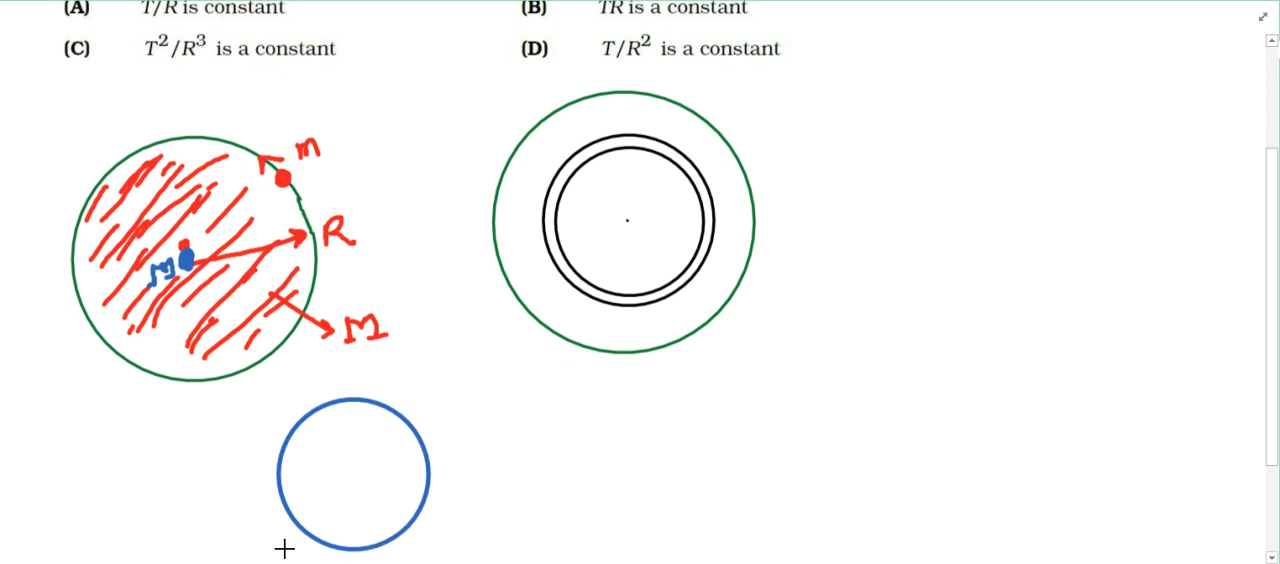 (A) T/R is constant (B) TR is a constant
(C) T²/R³ is a constant (D) T/R² is a constant
m
R
M
M